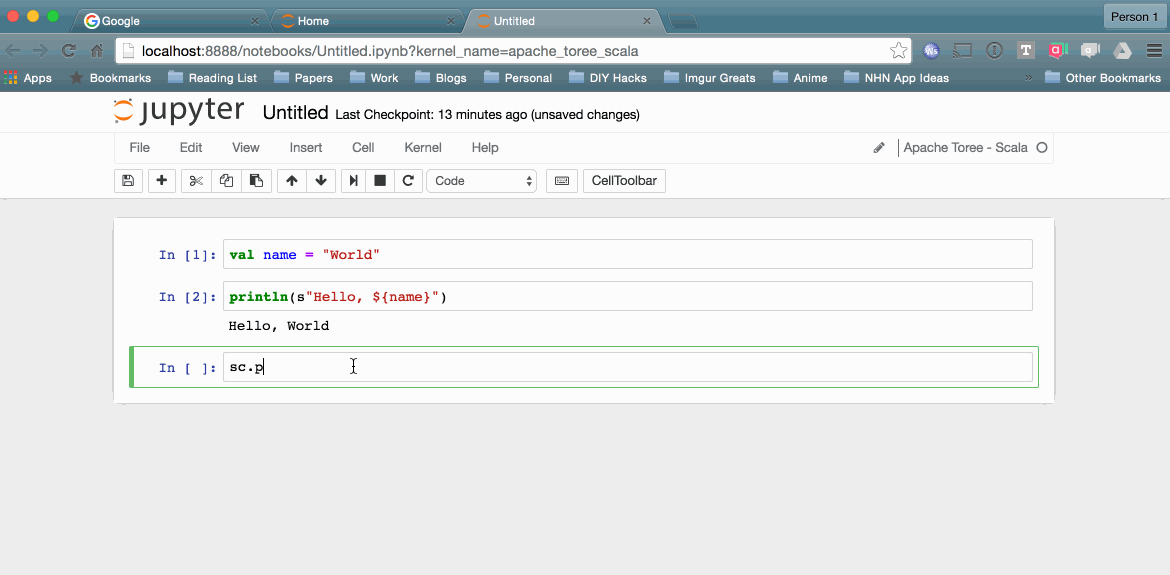 Google
Home
Untitled
Person 1
localhost:8888/notebooks/Untitled.ipynb?kernel_name=apache_toree_scala
Apps Bookmarks Reading List Papers Work Blogs Personal DIY Hacks Imgur Greats Anime NHN App Ideas » Other Bookmarks
jupyter Untitled Last Checkpoint: 13 minutes ago (unsaved changes)
File Edit View Insert Cell Kernel Help Apache Toree - Scala
Code CellToolbar
In [1]: val name = "World"
In [2]: println(s"Hello, ${name}")
Hello, World
In [ ]: sc.p